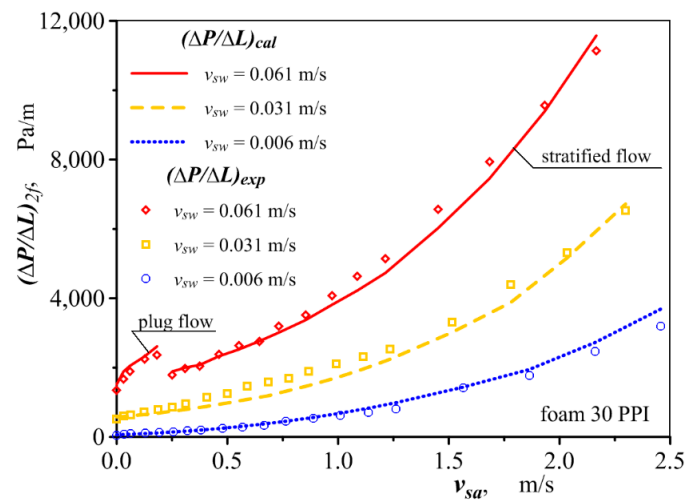 12,000
8,000
4,000
0
(ΔP/ΔL)2f, Pa/m
(ΔP/ΔL)cal
vsw = 0.061 m/s
vsw = 0.031 m/s
vsw = 0.006 m/s
(ΔP/ΔL)exp
vsw = 0.061 m/s
vsw = 0.031 m/s
vsw = 0.006 m/s
stratified flow
plug flow
foam 30 PPI
0.0 0.5 1.0 1.5 2.0 2.5
vsa, m/s